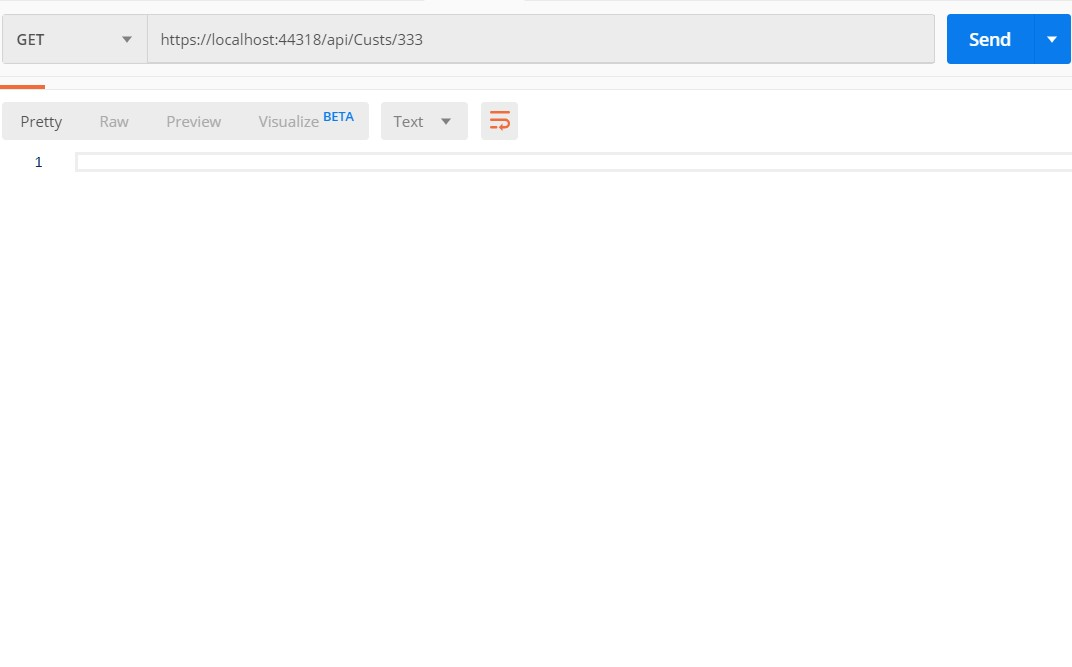 GET https://localhost:44318/api/Custs/333 Send
Pretty Raw Preview Visualize BETA Text
1